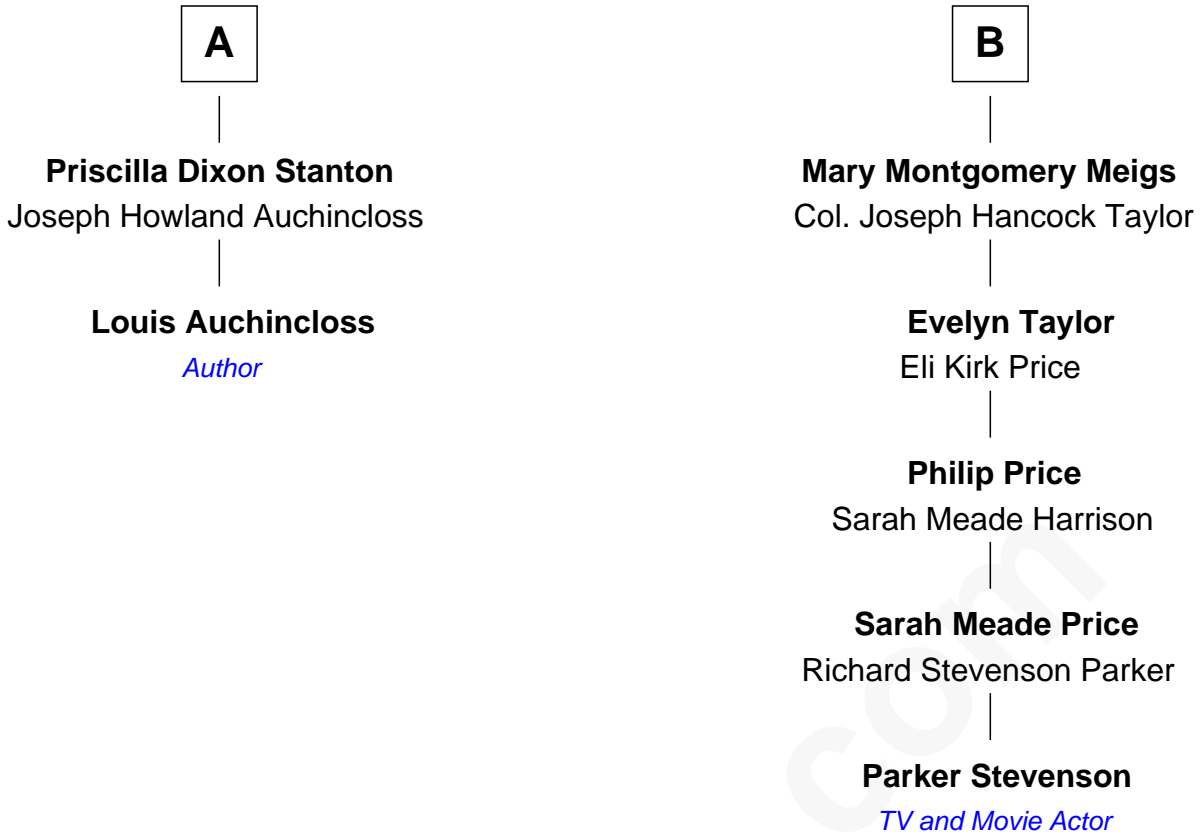 A
Priscilla Dixon Stanton
Joseph Howland Auchincloss
Louis Auchincloss
Author
B
Mary Montgomery Meigs
Col. Joseph Hancock Taylor
Evelyn Taylor
Eli Kirk Price
Philip Price
Sarah Meade Harrison
Sarah Meade Price
Richard Stevenson Parker
Parker Stevenson
TV and Movie Actor
com